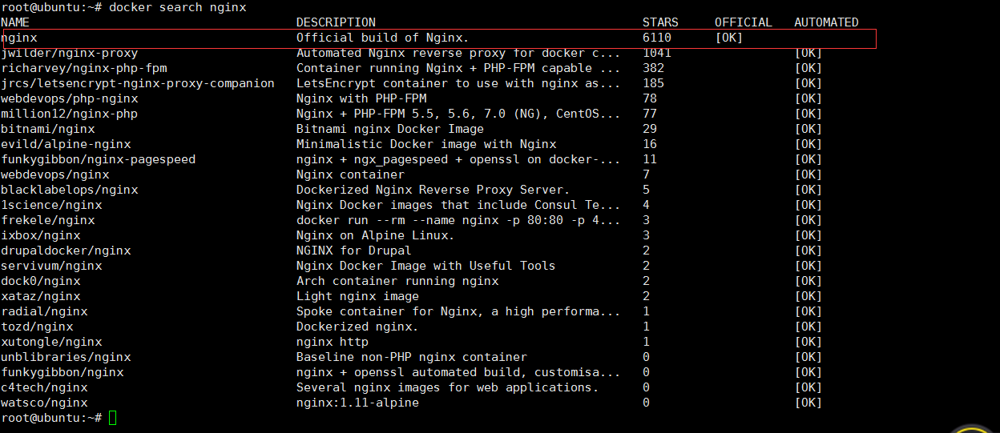 root@ubuntu:~# docker search nginx
NAME DESCRIPTION STARS OFFICIAL AUTOMATED
nginx Official build of Nginx. 6110 [OK]
jwilder/nginx-proxy Automated Nginx reverse proxy for docker c... 1041 [OK]
richarvey/nginx-php-fpm Container running Nginx + PHP-FPM capable ... 382 [OK]
jrcs/letsencrypt-nginx-proxy-companion LetsEncrypt container to use with nginx as... 185 [OK]
webdevops/php-nginx Nginx with PHP-FPM 78 [OK]
million12/nginx-php Nginx + PHP-FPM 5.5, 5.6, 7.0 (NG), CentOS... 77 [OK]
bitnami/nginx Bitnami nginx Docker Image 29 [OK]
evild/alpine-nginx Minimalistic Docker image with Nginx 16 [OK]
funkygibbon/nginx-pagespeed nginx + ngx_pagespeed + openssl on docker-... 11 [OK]
webdevops/nginx Nginx container 7 [OK]
blacklabelops/nginx Dockerized Nginx Reverse Proxy Server. 5 [OK]
1science/nginx Nginx Docker images that include Consul Te... 4 [OK]
frekele/nginx docker run --rm --name nginx -p 80:80 -p 4... 3 [OK]
ixbox/nginx Nginx on Alpine Linux. 3 [OK]
drupaldocker/nginx NGINX for Drupal 2 [OK]
servivum/nginx Nginx Docker Image with Useful Tools 2 [OK]
dock0/nginx Arch container running nginx 2 [OK]
xataz/nginx Light nginx image 2 [OK]
radial/nginx Spoke container for Nginx, a high performa... 1 [OK]
tozd/nginx Dockerized nginx. 1 [OK]
xutongle/nginx nginx http 1 [OK]
unblibraries/nginx Baseline non-PHP nginx container 0 [OK]
funkygibbon/nginx nginx + openssl automated build, customisa... 0 [OK]
c4tech/nginx Several nginx images for web applications. 0 [OK]
watsco/nginx nginx:1.11-alpine 0 [OK]
root@ubuntu:~#